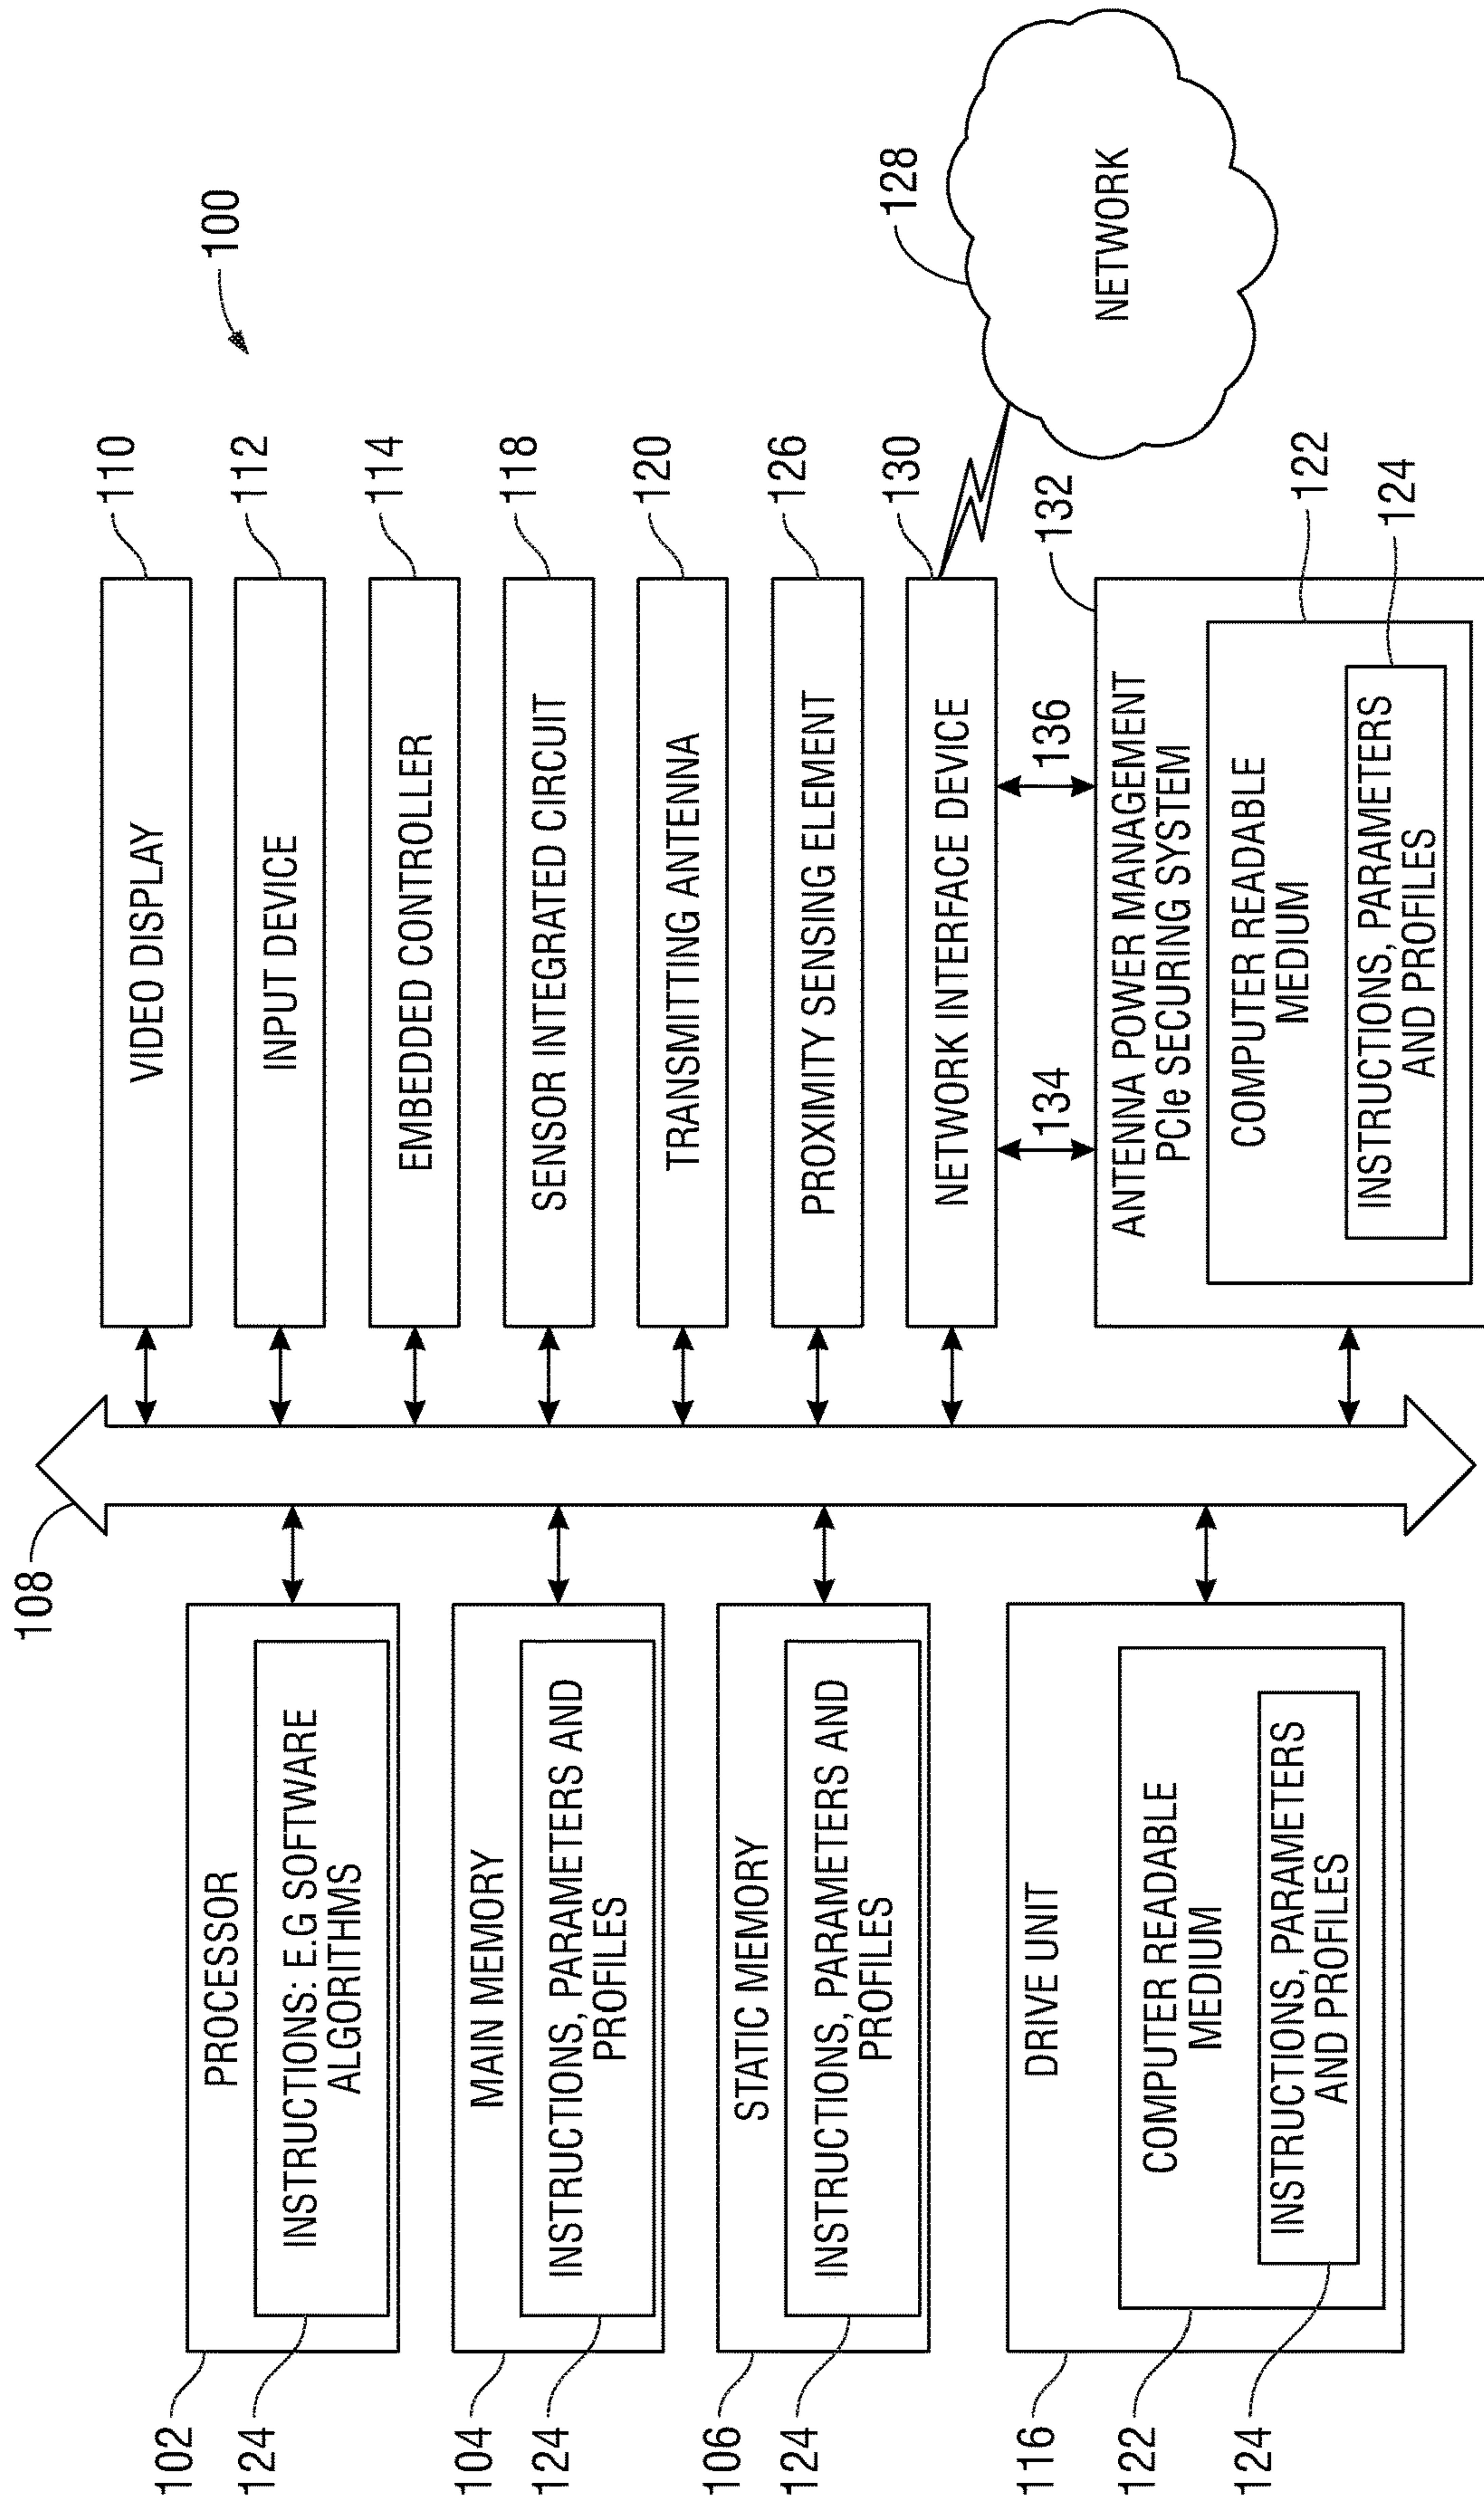 100
108
102
PROCESSOR
124
INSTRUCTIONS: E.G SOFTWARE
ALGORITHMS
104
MAIN MEMORY
124
INSTRUCTIONS, PARAMETERS AND
PROFILES
106
STATIC MEMORY
124
INSTRUCTIONS, PARAMETERS AND
PROFILES
116
DRIVE UNIT
122
COMPUTER READABLE
MEDIUM
124
INSTRUCTIONS, PARAMETERS
AND PROFILES
VIDEO DISPLAY
110
INPUT DEVICE
112
EMBEDDED CONTROLLER
114
SENSOR INTEGRATED CIRCUIT
118
TRANSMITTING ANTENNA
120
PROXIMITY SENSING ELEMENT
126
NETWORK INTERFACE DEVICE
130
128
NETWORK
134
136
132
ANTENNA POWER MANAGEMENT
PCIe SECURING SYSTEM
COMPUTER READABLE
MEDIUM
122
INSTRUCTIONS, PARAMETERS
AND PROFILES
124